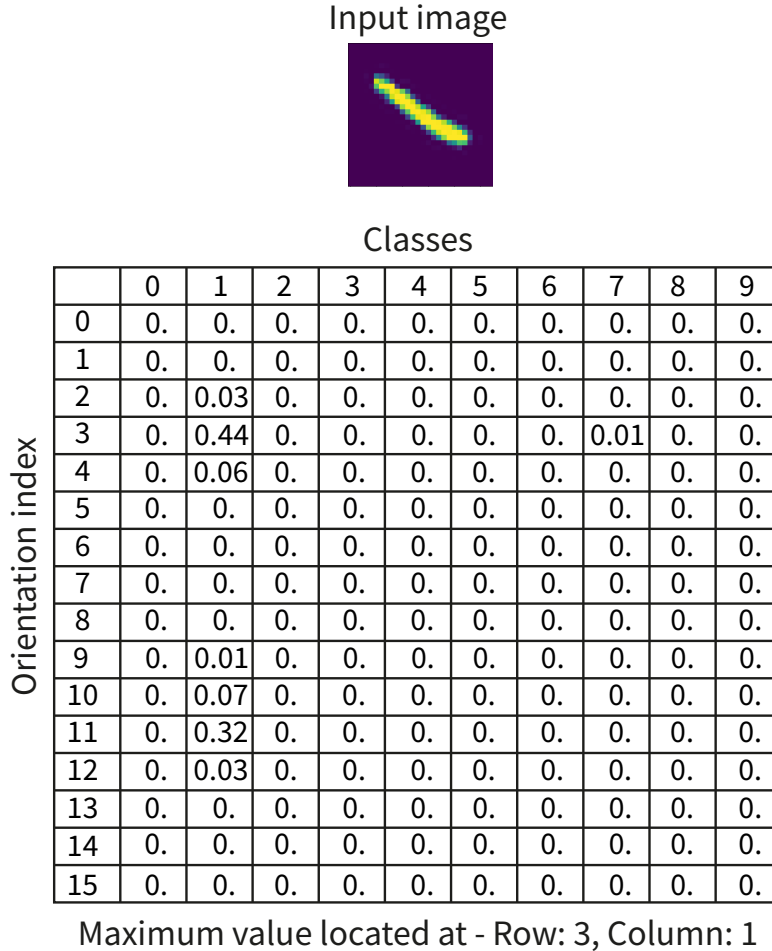 Input image
Classes
0 1 2 3 4 5 6 7 8 9
0 0. 0. 0. 0. 0. 0. 0. 0. 0. 0.
1 0. 0. 0. 0. 0. 0. 0. 0. 0. 0.
2 0. 0.03 0. 0. 0. 0. 0. 0. 0. 0.
3 0. 0.44 0. 0. 0. 0. 0. 0.01 0. 0.
4 0. 0.06 0. 0. 0. 0. 0. 0. 0. 0.
5 0. 0. 0. 0. 0. 0. 0. 0. 0. 0.
6 0. 0. 0. 0. 0. 0. 0. 0. 0. 0.
7 0. 0. 0. 0. 0. 0. 0. 0. 0. 0.
8 0. 0. 0. 0. 0. 0. 0. 0. 0. 0.
9 0. 0.01 0. 0. 0. 0. 0. 0. 0. 0.
10 0. 0.07 0. 0. 0. 0. 0. 0. 0. 0.
11 0. 0.32 0. 0. 0. 0. 0. 0. 0. 0.
12 0. 0.03 0. 0. 0. 0. 0. 0. 0. 0.
13 0. 0. 0. 0. 0. 0. 0. 0. 0. 0.
14 0. 0. 0. 0. 0. 0. 0. 0. 0. 0.
15 0. 0. 0. 0. 0. 0. 0. 0. 0. 0.
Orientation index
Maximum value located at - Row: 3, Column: 1